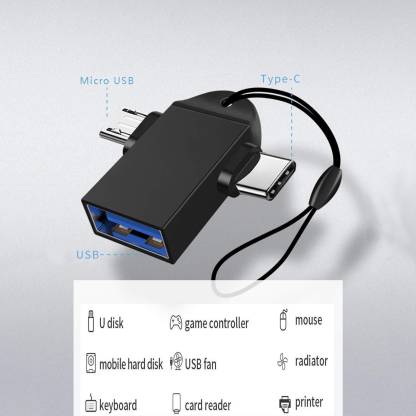 Micro USB
Type-C
USB
U disk
game controller
mouse
mobile hard disk
USB fan
radiator
keyboard
card reader
printer